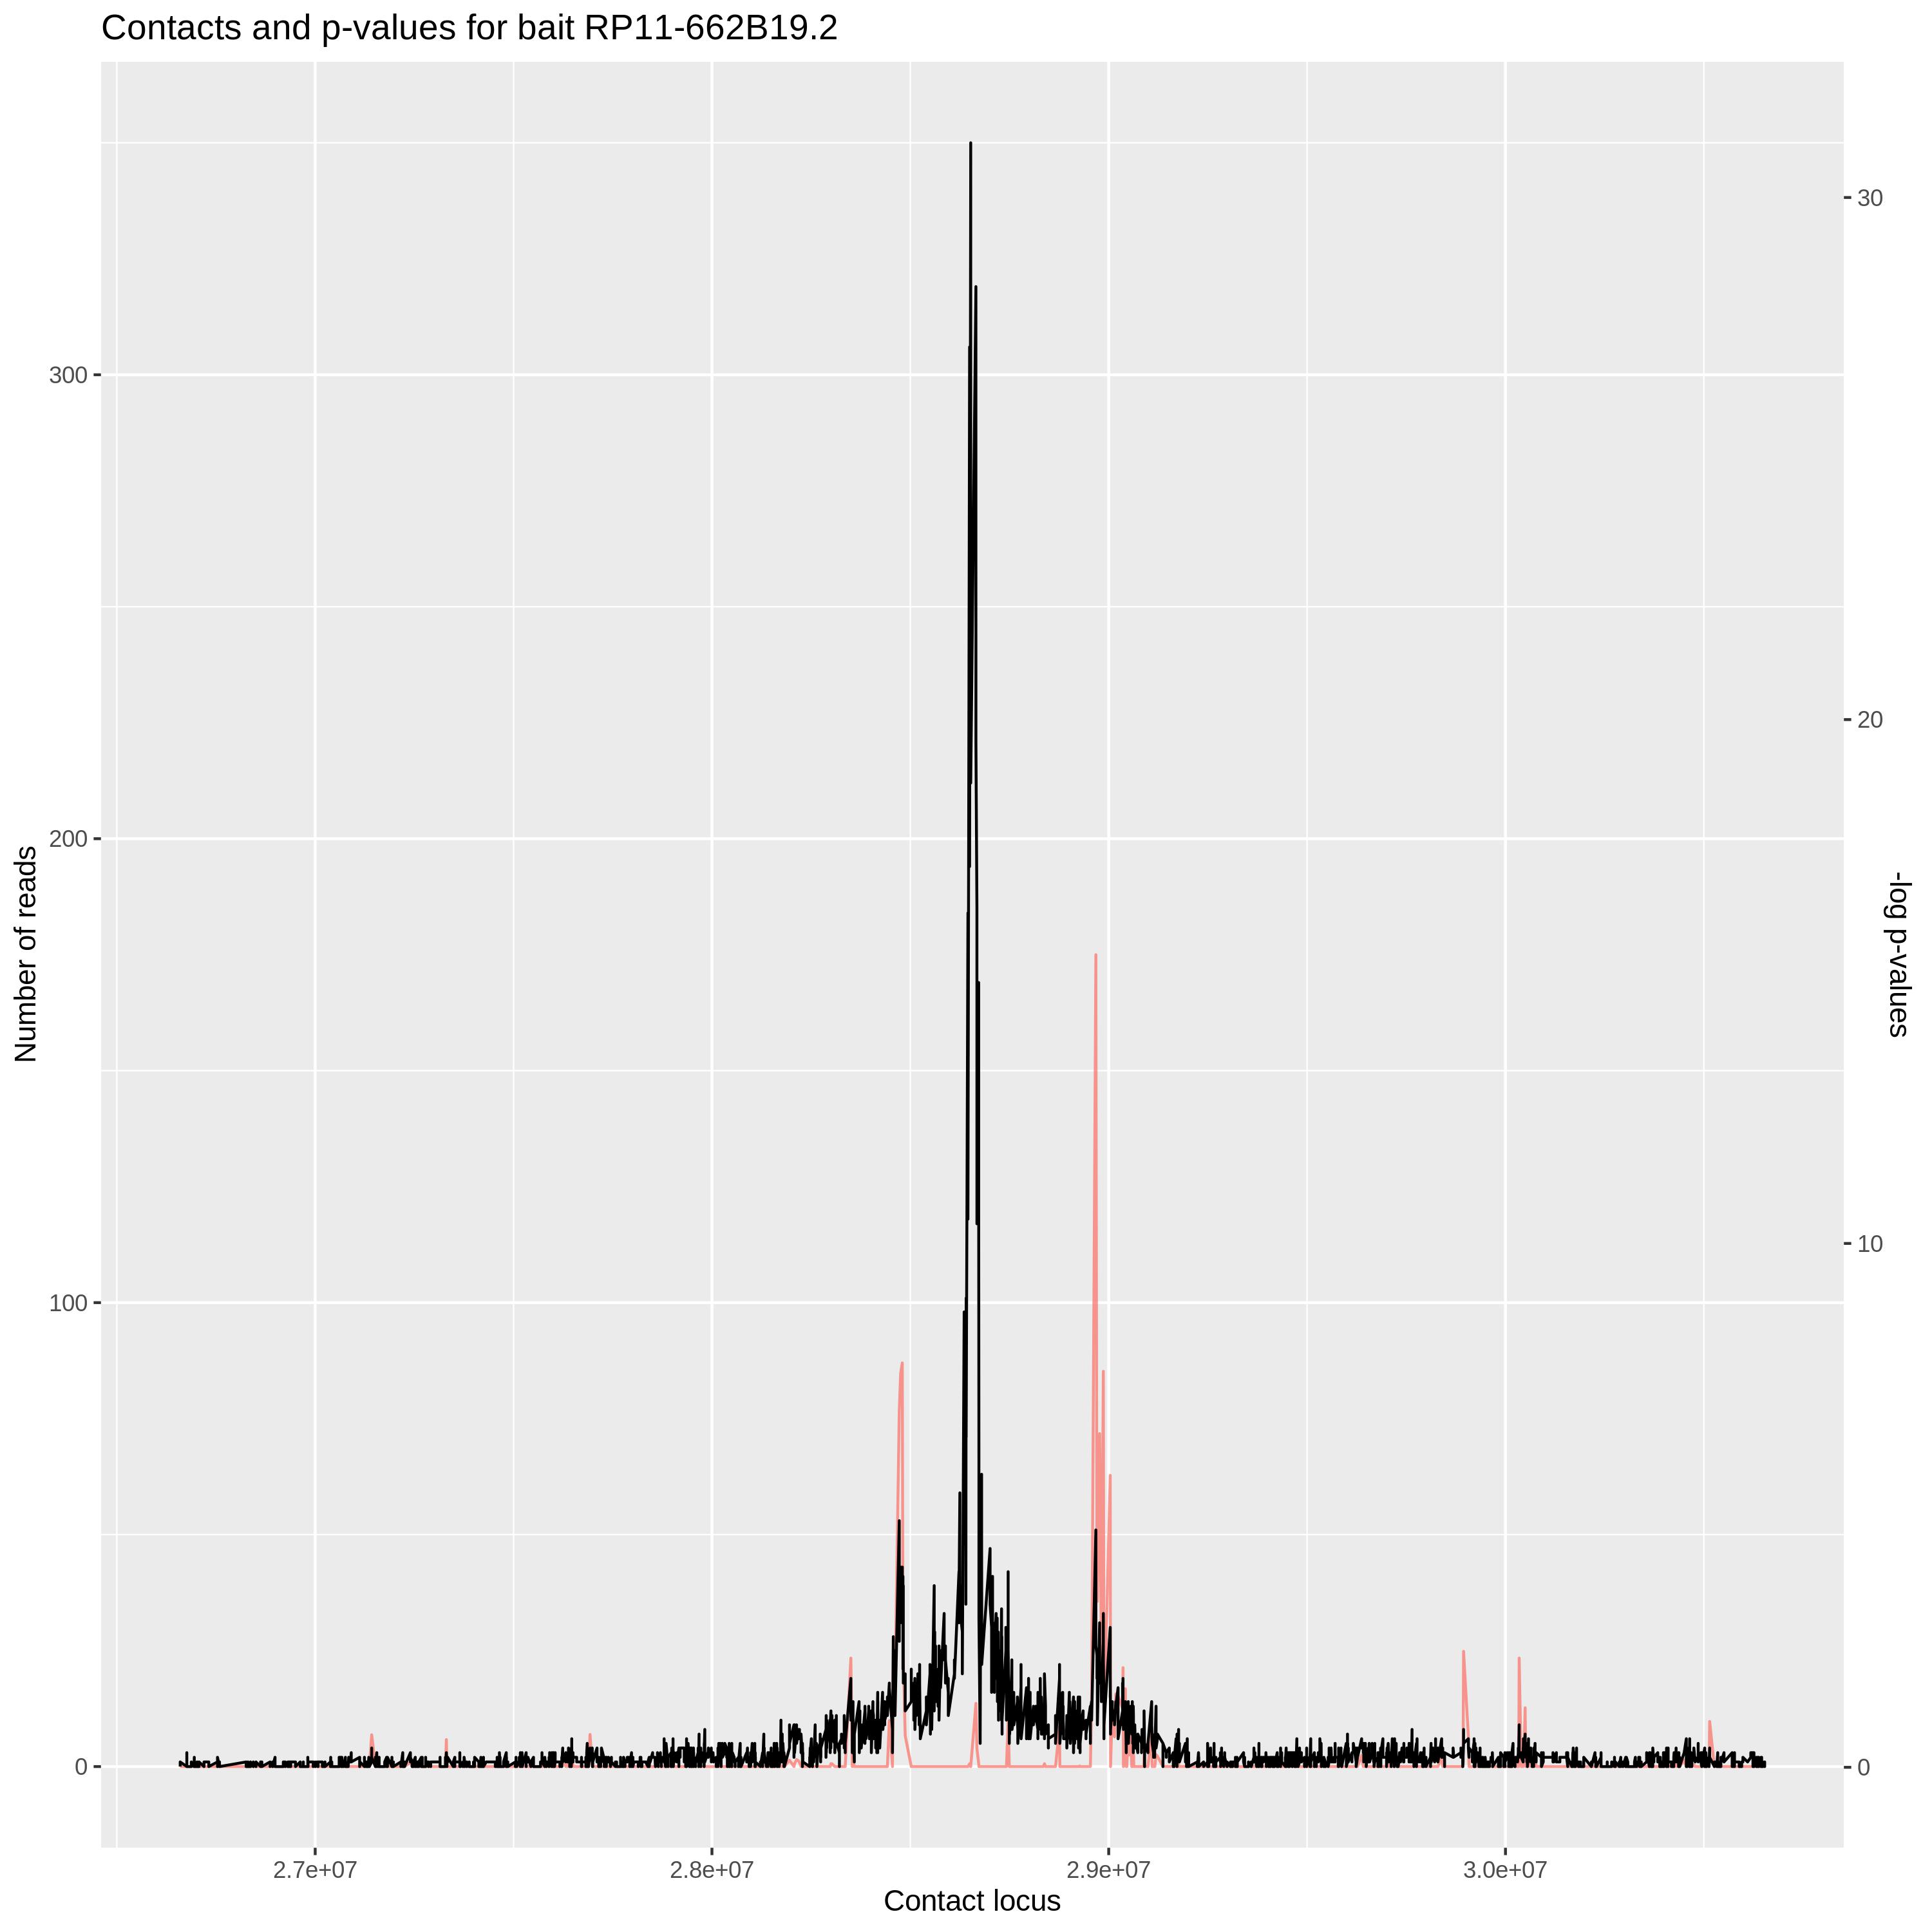 Contacts and p-values for bait RP11-662B19.2
300
200
100
0
Number of reads
30
20
10
0
-log p-values
2.7e+07
2.8e+07
2.9e+07
3.0e+07
Contact locus